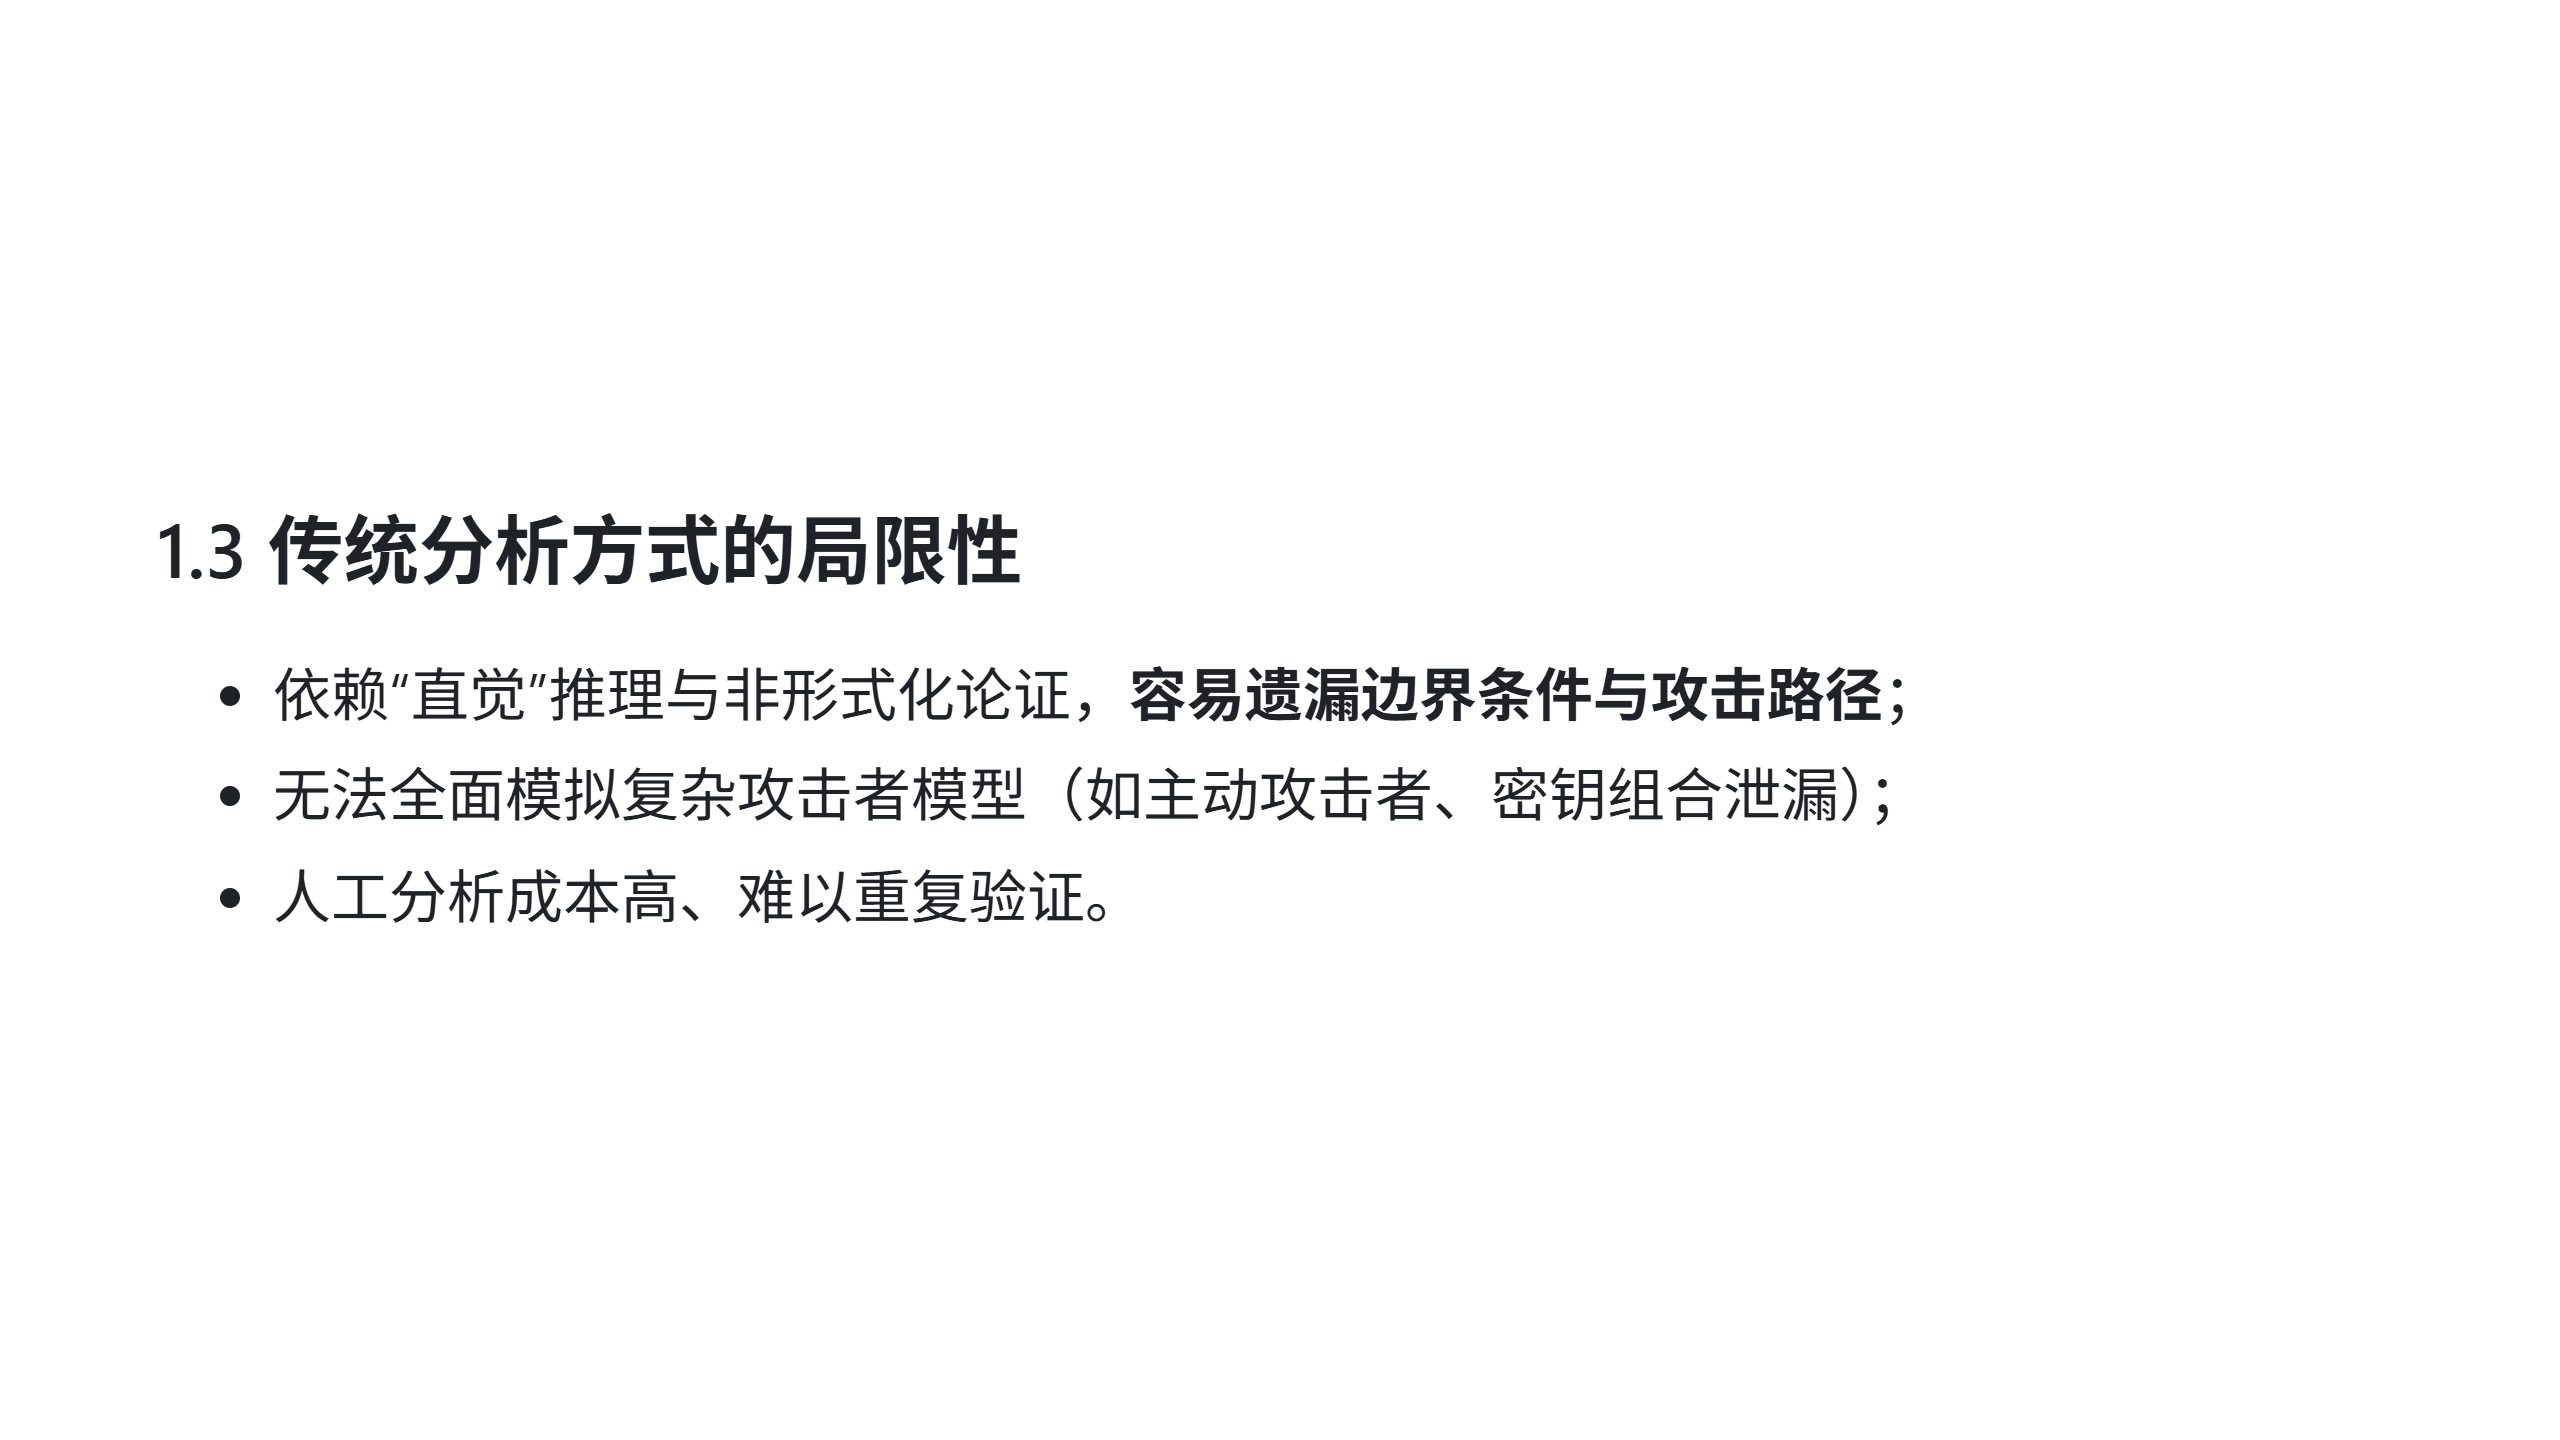 1.3 传统分析方式的局限性
• 依赖“直觉”推理与非形式化论证，容易遗漏边界条件与攻击路径；
• 无法全面模拟复杂攻击者模型（如主动攻击者、密钥组合泄漏）；
• 人工分析成本高、难以重复验证。